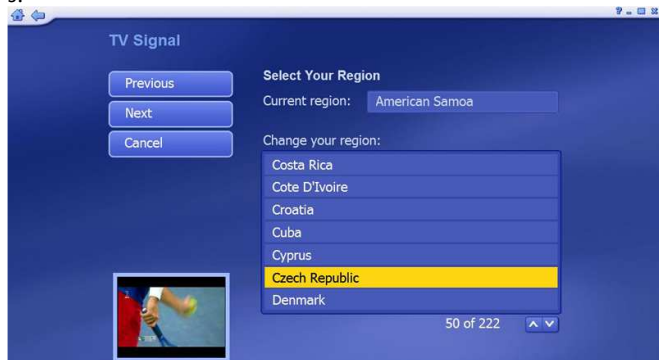 TV Signal
Previous
Next
Cancel
Select Your Region
Current region: American Samoa
Change your region:
Costa Rica
Cote D'Ivoire
Croatia
Cuba
Cyprus
Czech Republic
Denmark
50 of 222